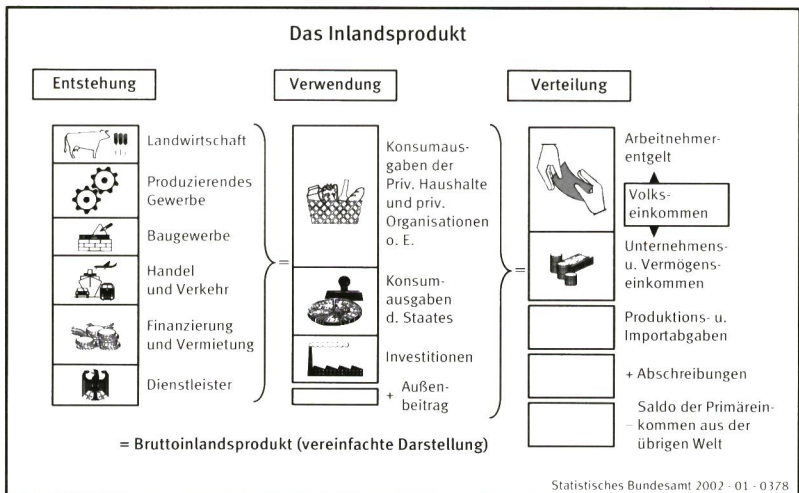 Das Inlandsprodukt
Entstehung
Landwirtschaft
Produzierendes
Gewerbe
Baugewerbe
Handel
und Verkehr
Finanzierung
und Vermietung
Dienstleister
=
Verwendung
Konsumaus-
gaben der
Priv. Haushalte
und priv.
Organisationen
o. E.
Konsum-
ausgaben
d. Staates
Investitionen
+ Außen-
beitrag
=
Verteilung
Arbeitnehmer-
entgelt
Volks-
einkommen
Unternehmens-
u. Vermögens-
einkommen
Produktions- u.
Importabgaben
+ Abschreibungen
Saldo der Primärein-
– kommen aus der
übrigen Welt
= Bruttoinlandsprodukt (vereinfachte Darstellung)
Statistisches Bundesamt 2002 - 01 - 0378